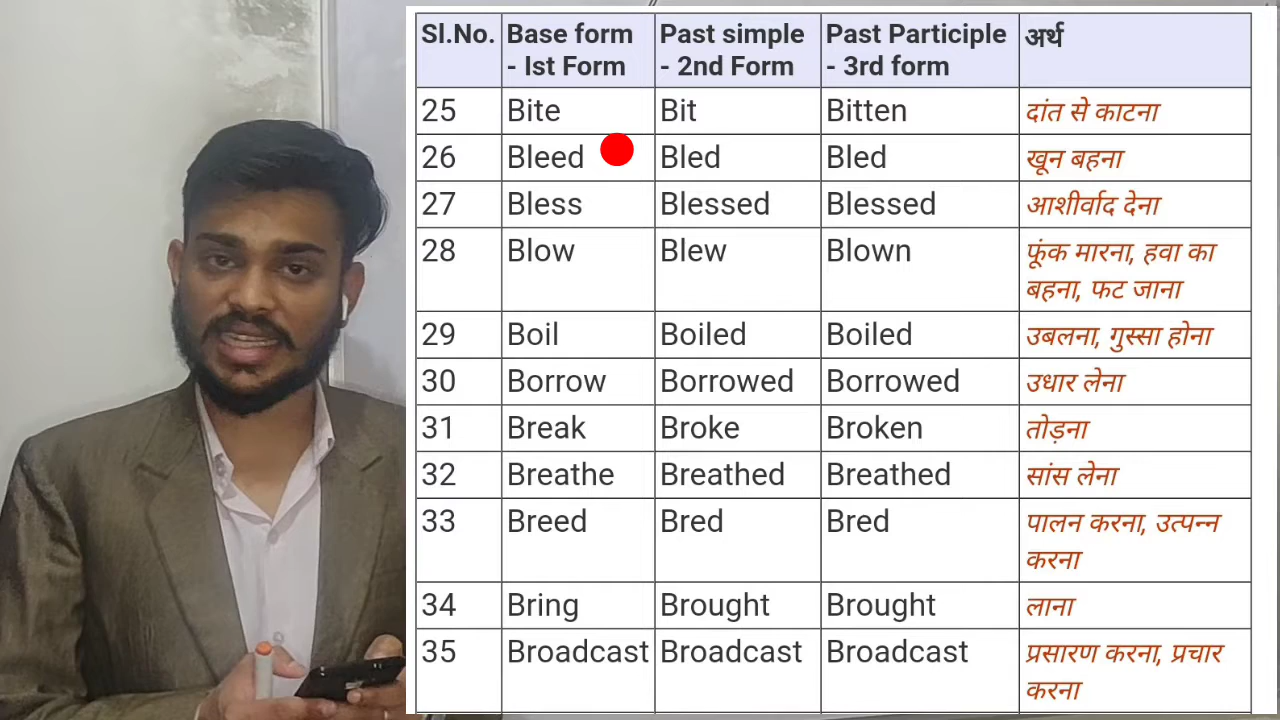 Sl.No. Base form - Ist Form Past simple - 2nd Form Past Participle - 3rd form अर्थ
25 Bite Bit Bitten दांत से काटना
26 Bleed Bled Bled खून बहना
27 Bless Blessed Blessed आशीर्वाद देना
28 Blow Blew Blown फूंक मारना, हवा का
बहना, फट जाना
29 Boil Boiled Boiled उबलना, गुस्सा होना
30 Borrow Borrowed Borrowed उधार लेना
31 Break Broke Broken तोड़ना
32 Breathe Breathed Breathed सांस लेना
33 Breed Bred Bred पालन करना, उत्पन्न
करना
34 Bring Brought Brought लाना
35 Broadcast Broadcast Broadcast प्रसारण करना, प्रचार
करना